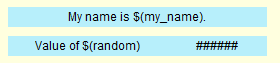 My name is $(my_name).
Value of $(random) ######